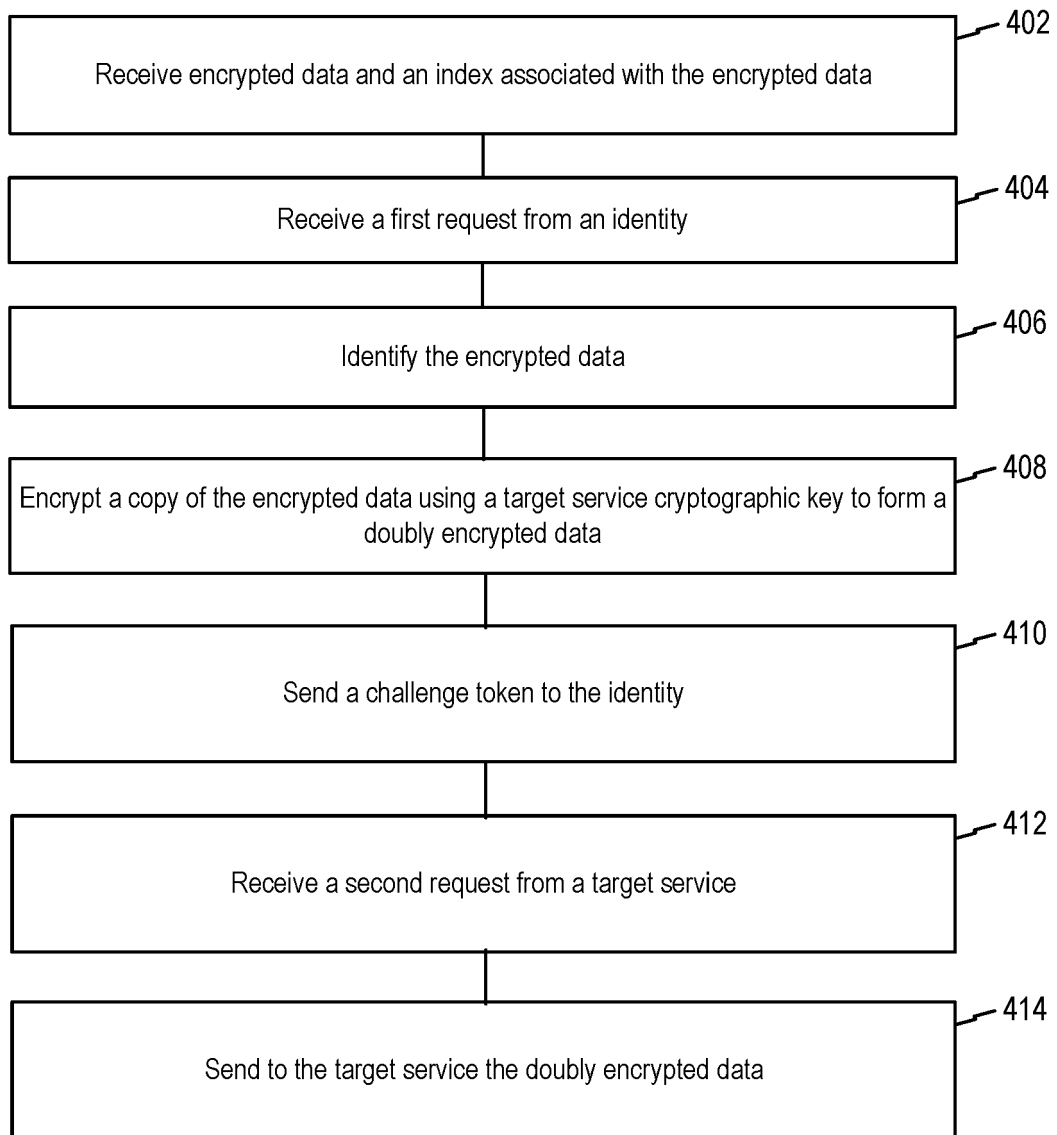 402
Receive encrypted data and an index associated with the encrypted data
404
Receive a first request from an identity
406
Identify the encrypted data
408
Encrypt a copy of the encrypted data using a target service cryptographic key to form a
doubly encrypted data
410
Send a challenge token to the identity
412
Receive a second request from a target service
414
Send to the target service the doubly encrypted data